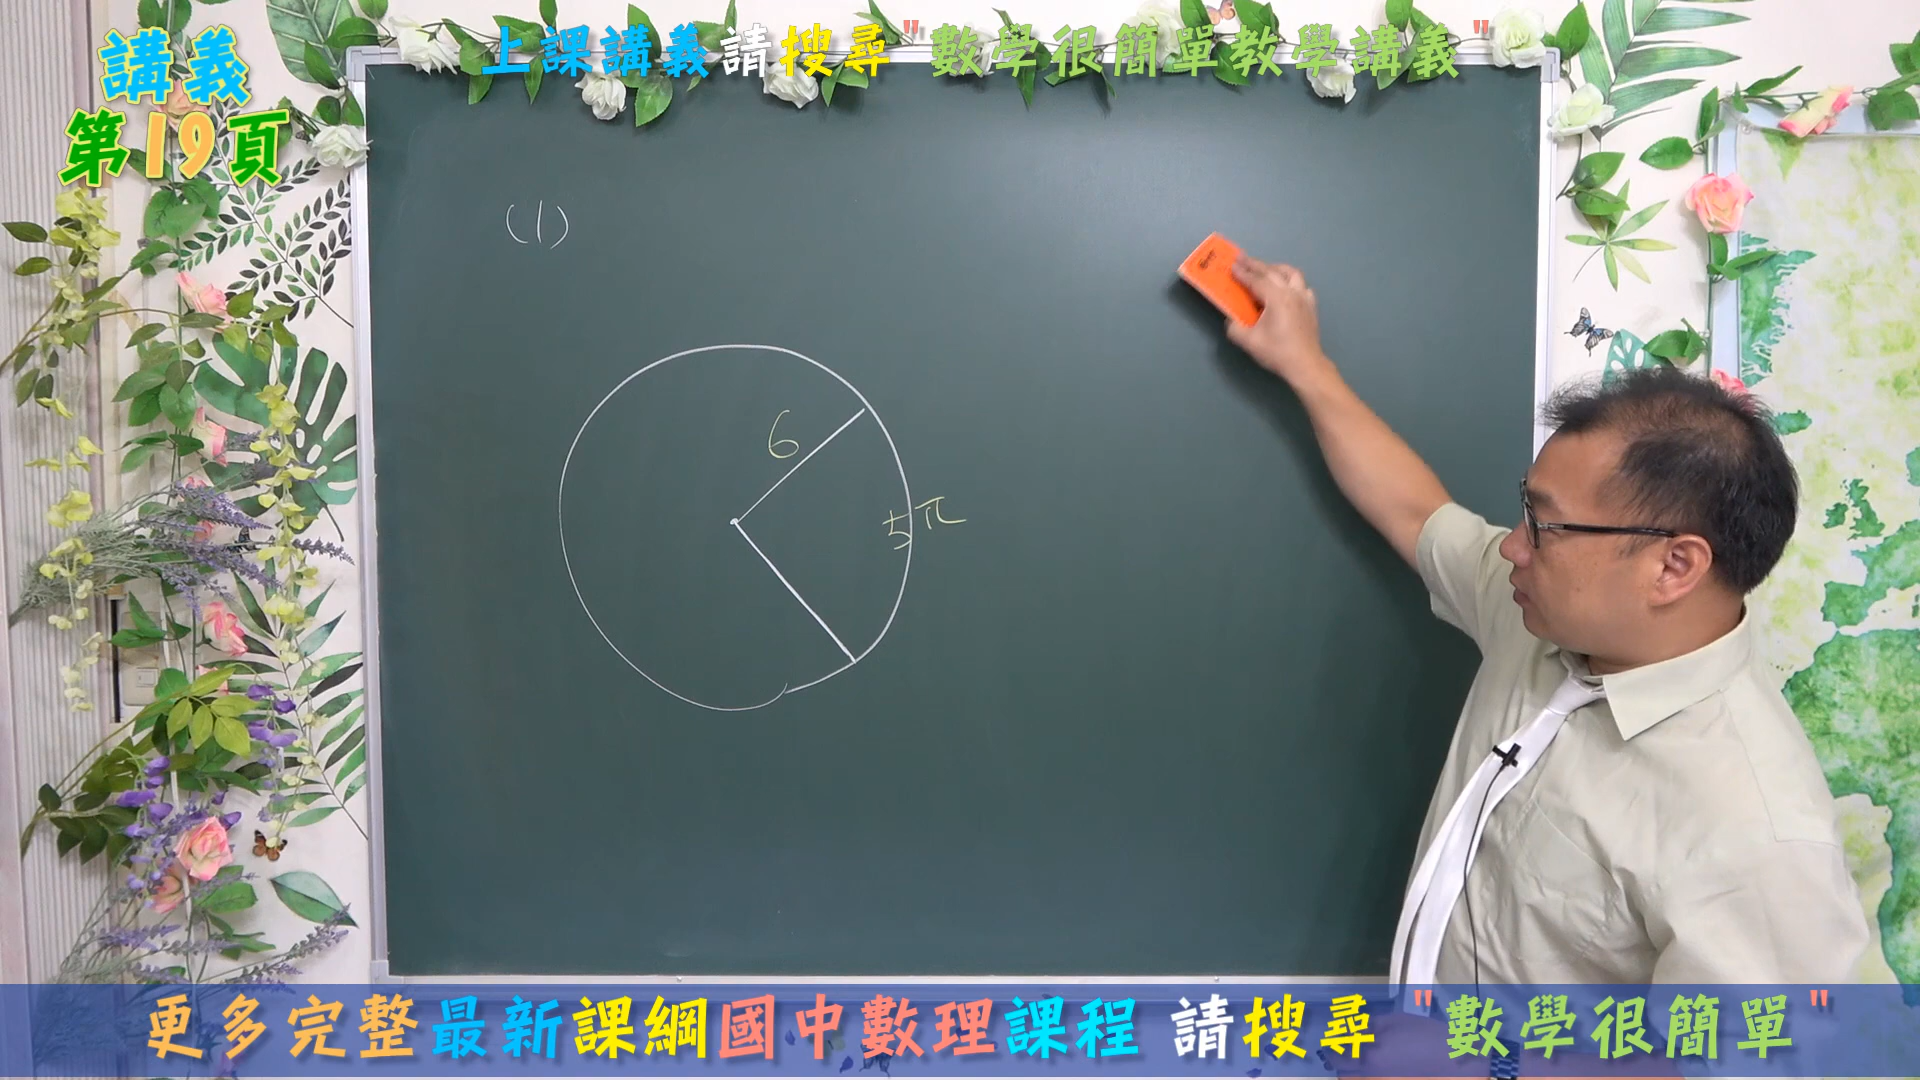 上課講義請搜尋"數學很簡單教學講義"
講義
第19頁
(1)
6
5π
更多完整最新課綱國中數理課程 請搜尋 "數學很簡單"